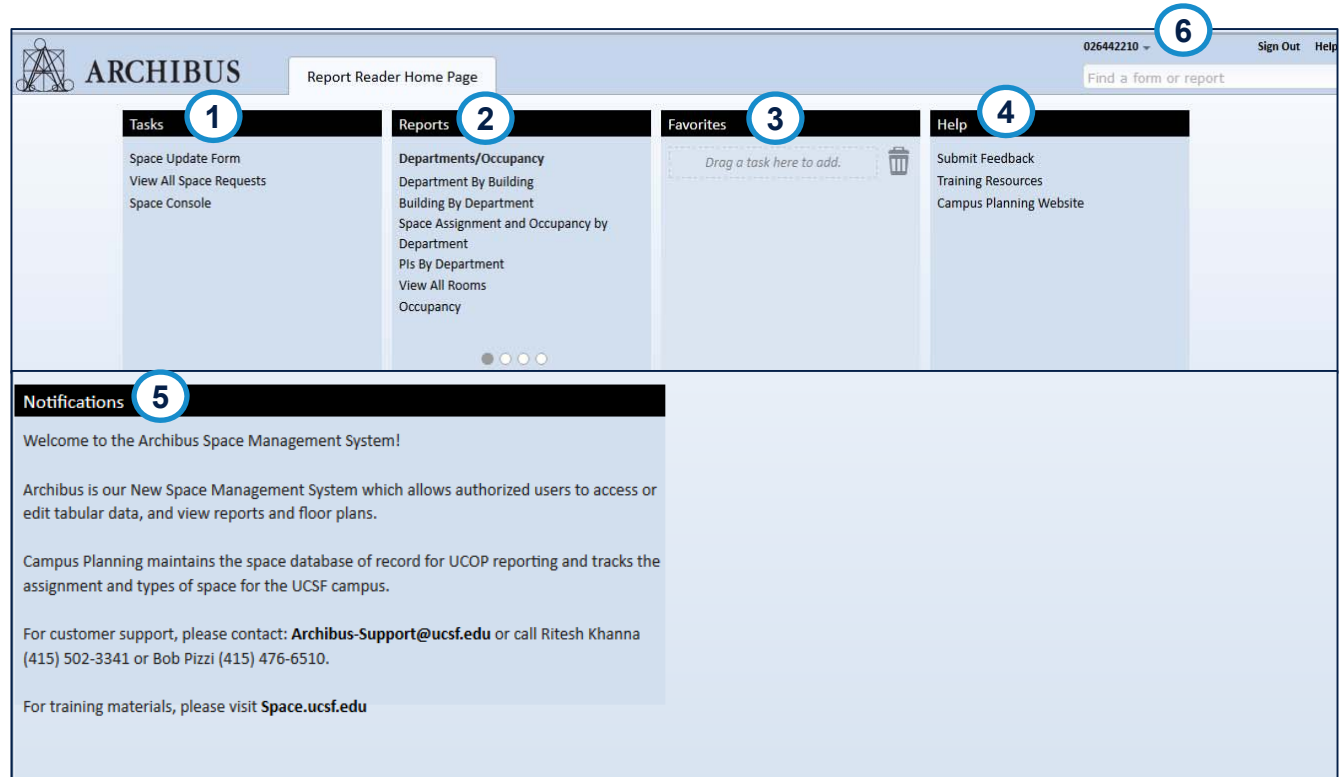 6
026442210
Sign Out Help
ARCHIBUS
Report Reader Home Page
Find a form or report
Tasks 1
Space Update Form
View All Space Requests
Space Console
Reports 2
Departments/Occupancy
Department By Building
Building By Department
Space Assignment and Occupancy by
Department
PIs By Department
View All Rooms
Occupancy
Favorites 3
Drag a task here to add.
Help 4
Submit Feedback
Training Resources
Campus Planning Website
Notifications 5
Welcome to the Archibus Space Management System!
Archibus is our New Space Management System which allows authorized users to access or
edit tabular data, and view reports and floor plans.
Campus Planning maintains the space database of record for UCOP reporting and tracks the
assignment and types of space for the UCSF campus.
For customer support, please contact: Archibus-Support@ucsf.edu or call Ritesh Khanna
(415) 502-3341 or Bob Pizzi (415) 476-6510.
For training materials, please visit Space.ucsf.edu